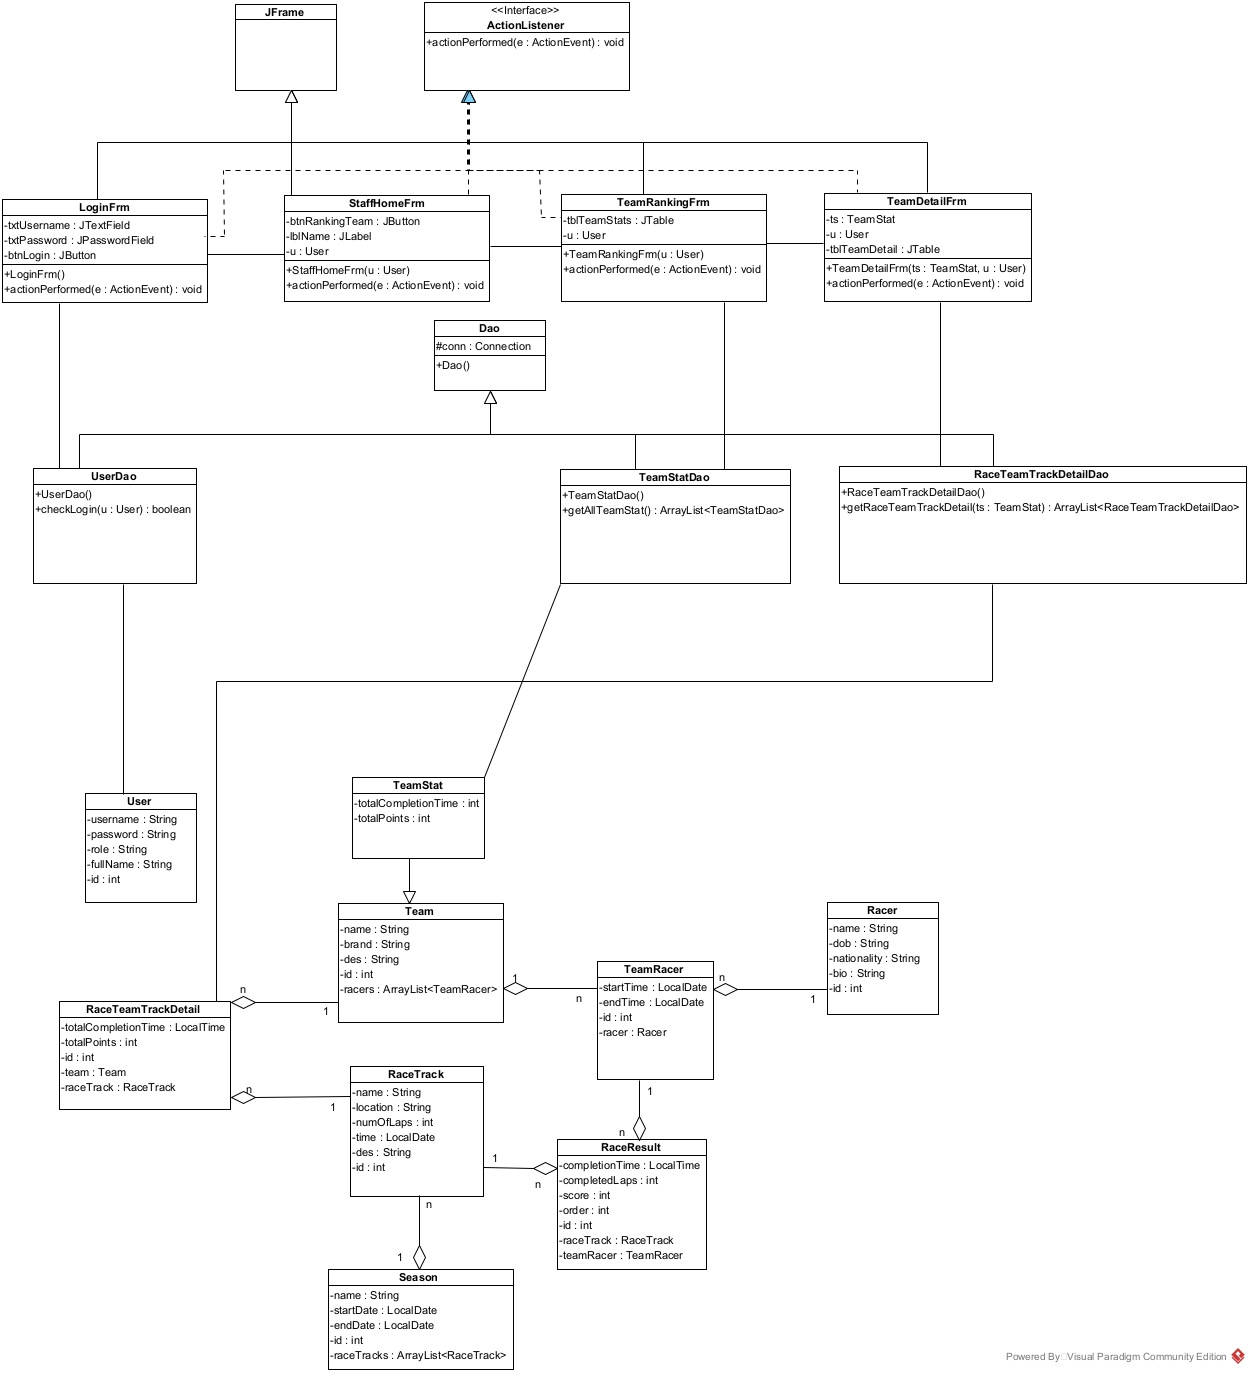 JFrame
<<Interface>>
ActionListener
+actionPerformed(e : ActionEvent) : void
LoginFrm
-txtUsername : JTextField
-txtPassword : JPasswordField
-btnLogin : JButton
+LoginFrm()
+actionPerformed(e : ActionEvent) : void
StaffHomeFrm
-btnRankingTeam : JButton
-lblName : JLabel
-u : User
+StaffHomeFrm(u : User)
+actionPerformed(e : ActionEvent) : void
TeamRankingFrm
-tblTeamStats : JTable
-u : User
+TeamRankingFrm(u : User)
+actionPerformed(e : ActionEvent) : void
TeamDetailFrm
-ts : TeamStat
-u : User
-tblTeamDetail : JTable
+TeamDetailFrm(ts : TeamStat, u : User)
+actionPerformed(e : ActionEvent) : void
Dao
#conn : Connection
+Dao()
UserDao
+UserDao()
+checkLogin(u : User) : boolean
TeamStatDao
+TeamStatDao()
+getAllTeamStat() : ArrayList<TeamStatDao>
RaceTeamTrackDetailDao
+RaceTeamTrackDetailDao()
+getRaceTeamTrackDetail(ts : TeamStat) : ArrayList<RaceTeamTrackDetailDao>
User
-username : String
-password : String
-role : String
-fullName : String
-id : int
TeamStat
-totalCompletionTime : int
-totalPoints : int
Team
-name : String
-brand : String
-des : String
-id : int
-racers : ArrayList<TeamRacer>
1
n
TeamRacer
-startTime : LocalDate
-endTime : LocalDate
-id : int
-racer : Racer
n
1
Racer
-name : String
-dob : String
-nationality : String
-bio : String
-id : int
n
1
RaceTeamTrackDetail
-totalCompletionTime : LocalTime
-totalPoints : int
-id : int
-team : Team
-raceTrack : RaceTrack
n
1
RaceTrack
-name : String
-location : String
-numOfLaps : int
-time : LocalDate
-des : String
-id : int
1
n
1
n
RaceResult
-completionTime : LocalTime
-completedLaps : int
-score : int
-order : int
-id : int
-raceTrack : RaceTrack
-teamRacer : TeamRacer
n
1
Season
-name : String
-startDate : LocalDate
-endDate : LocalDate
-id : int
-raceTracks : ArrayList<RaceTrack>
Powered By Visual Paradigm Community Edition